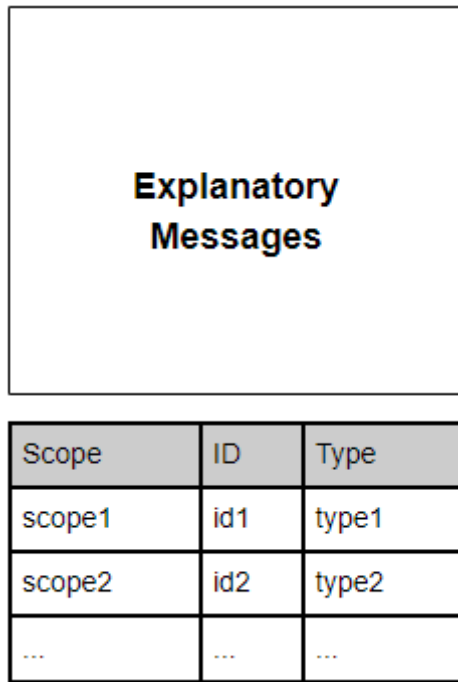 Explanatory
Messages
Scope ID Type
scope1 id1 type1
scope2 id2 type2
... ... ...